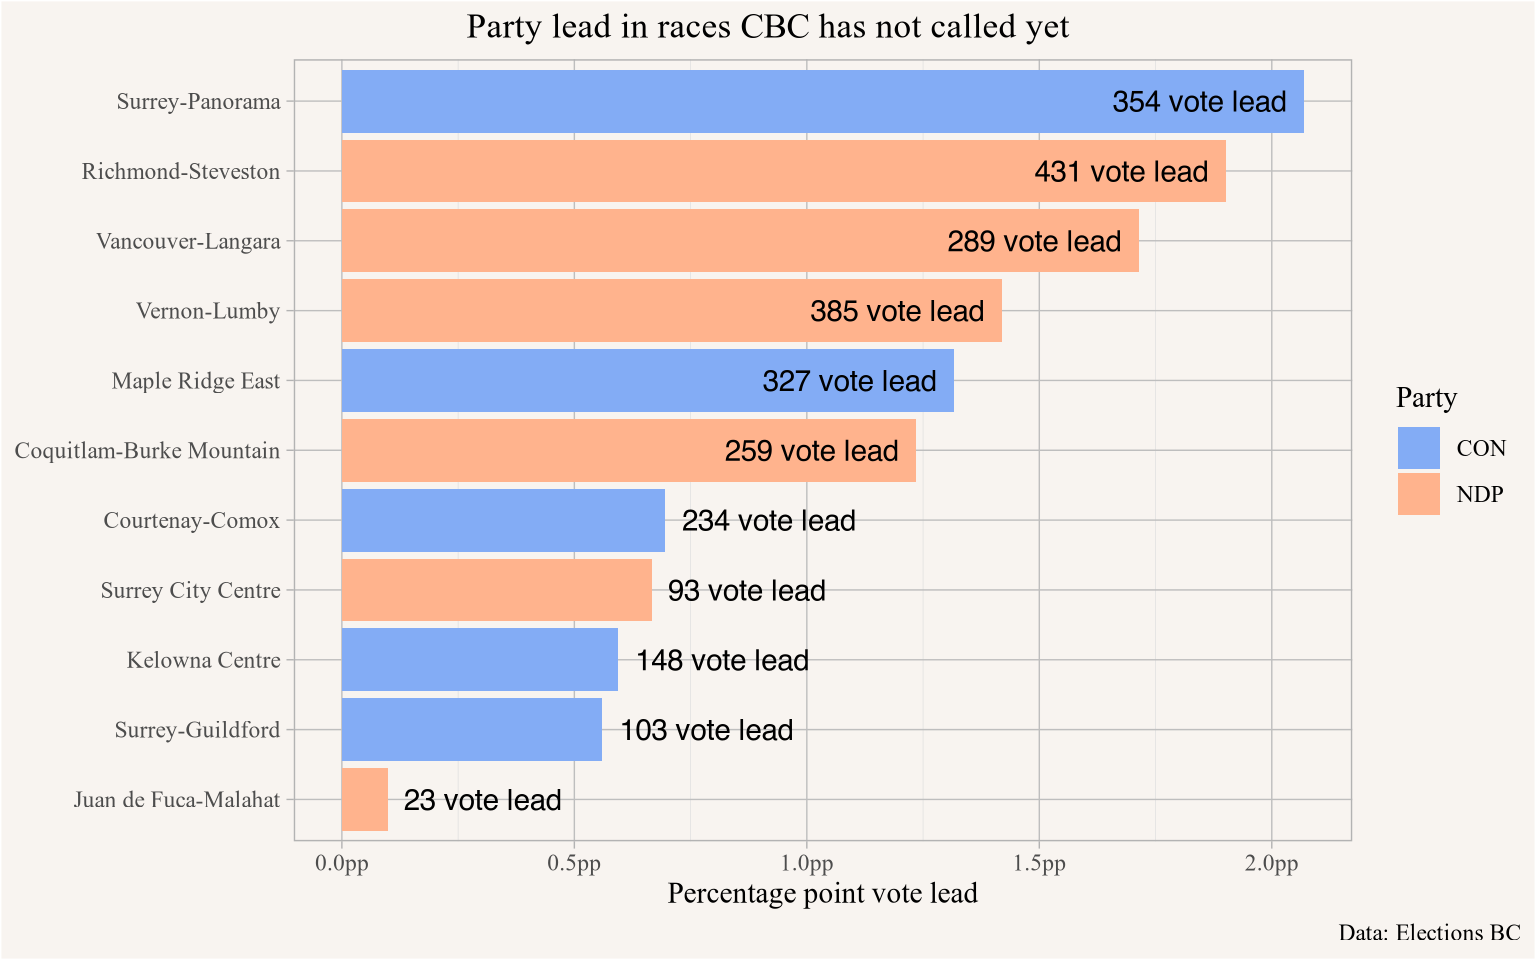 Party lead in races CBC has not called yet
Surrey-Panorama 354 vote lead
Richmond-Steveston 431 vote lead
Vancouver-Langara 289 vote lead
Vernon-Lumby 385 vote lead
Maple Ridge East 327 vote lead
Coquitlam-Burke Mountain 259 vote lead
Courtenay-Comox 234 vote lead
Surrey City Centre 93 vote lead
Kelowna Centre 148 vote lead
Surrey-Guildford 103 vote lead
Juan de Fuca-Malahat 23 vote lead
0.0pp 0.5pp 1.0pp 1.5pp 2.0pp
Percentage point vote lead
Party
CON
NDP
Data: Elections BC